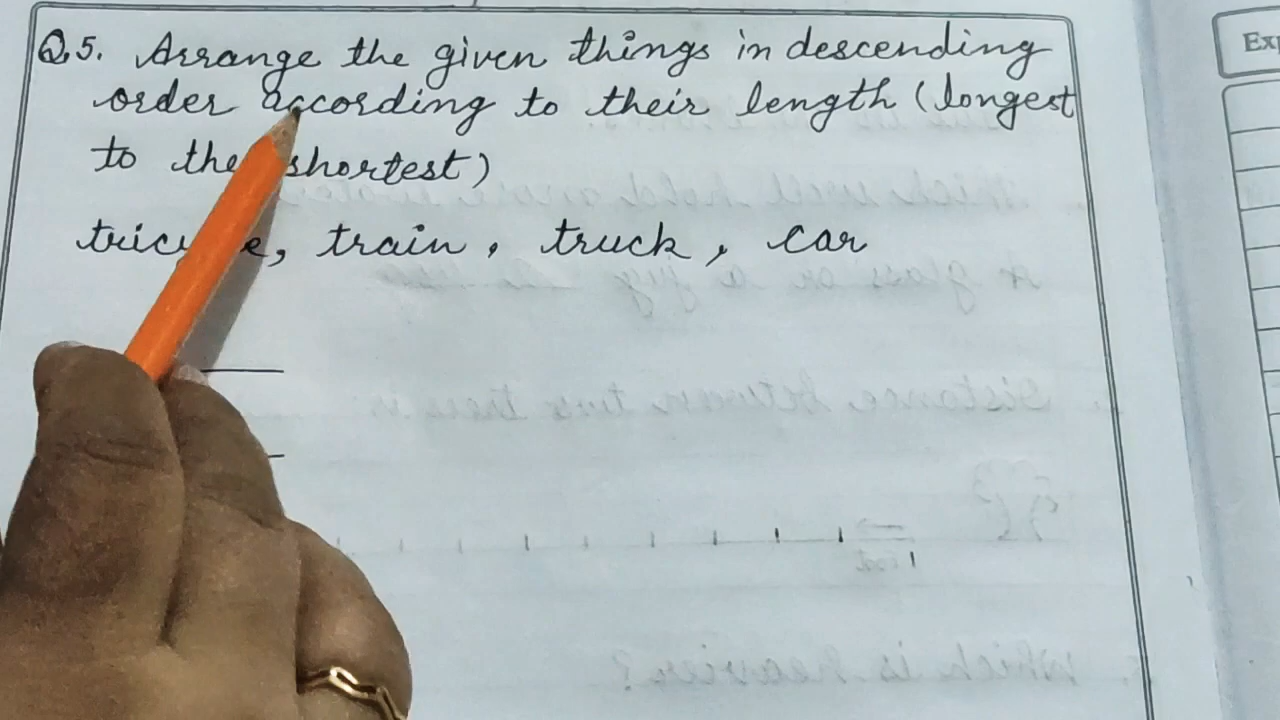 Q.5. Arrange the given things in descending
order according to their length (longest
to the shortest)
train, truck, car